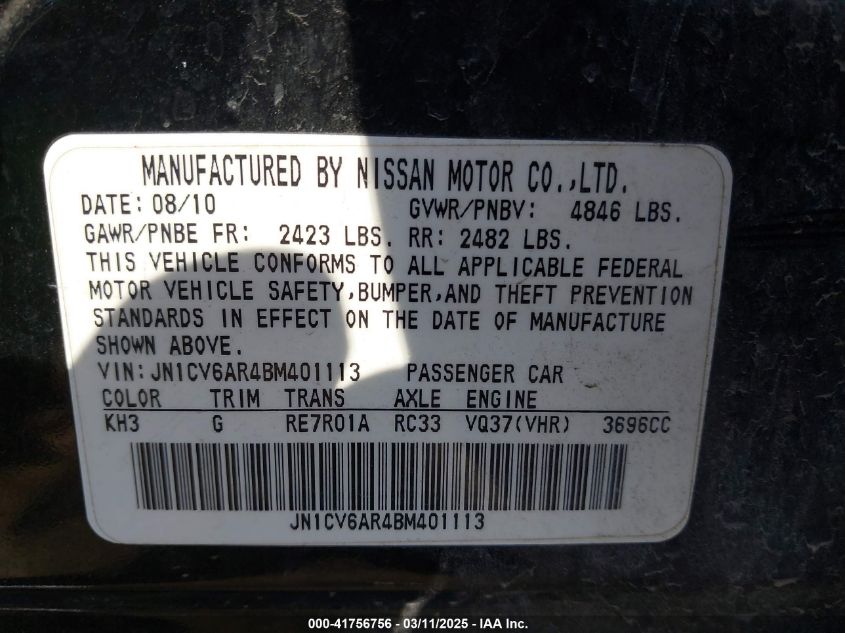 MANUFACTURED BY NISSAN MOTOR CO.,LTD.
DATE: 08/10 GVWR/PNBV: 4846 LBS.
GAWR/PNBE FR: 2423 LBS. RR: 2482 LBS.
THIS VEHICLE CONFORMS TO ALL APPLICABLE FEDERAL
MOTOR VEHICLE SAFETY,BUMPER,AND THEFT PREVENTION
STANDARDS IN EFFECT ON THE DATE OF MANUFACTURE
SHOWN ABOVE.
VIN: JN1CV6AR4BM401113 PASSENGER CAR
COLOR TRIM TRANS AXLE ENGINE
KH3 G RE7R01A RC33 VQ37(VHR) 3696CC
JN1CV6AR4BM401113
000-41756756 — 03/11/2025 — IAA Inc.